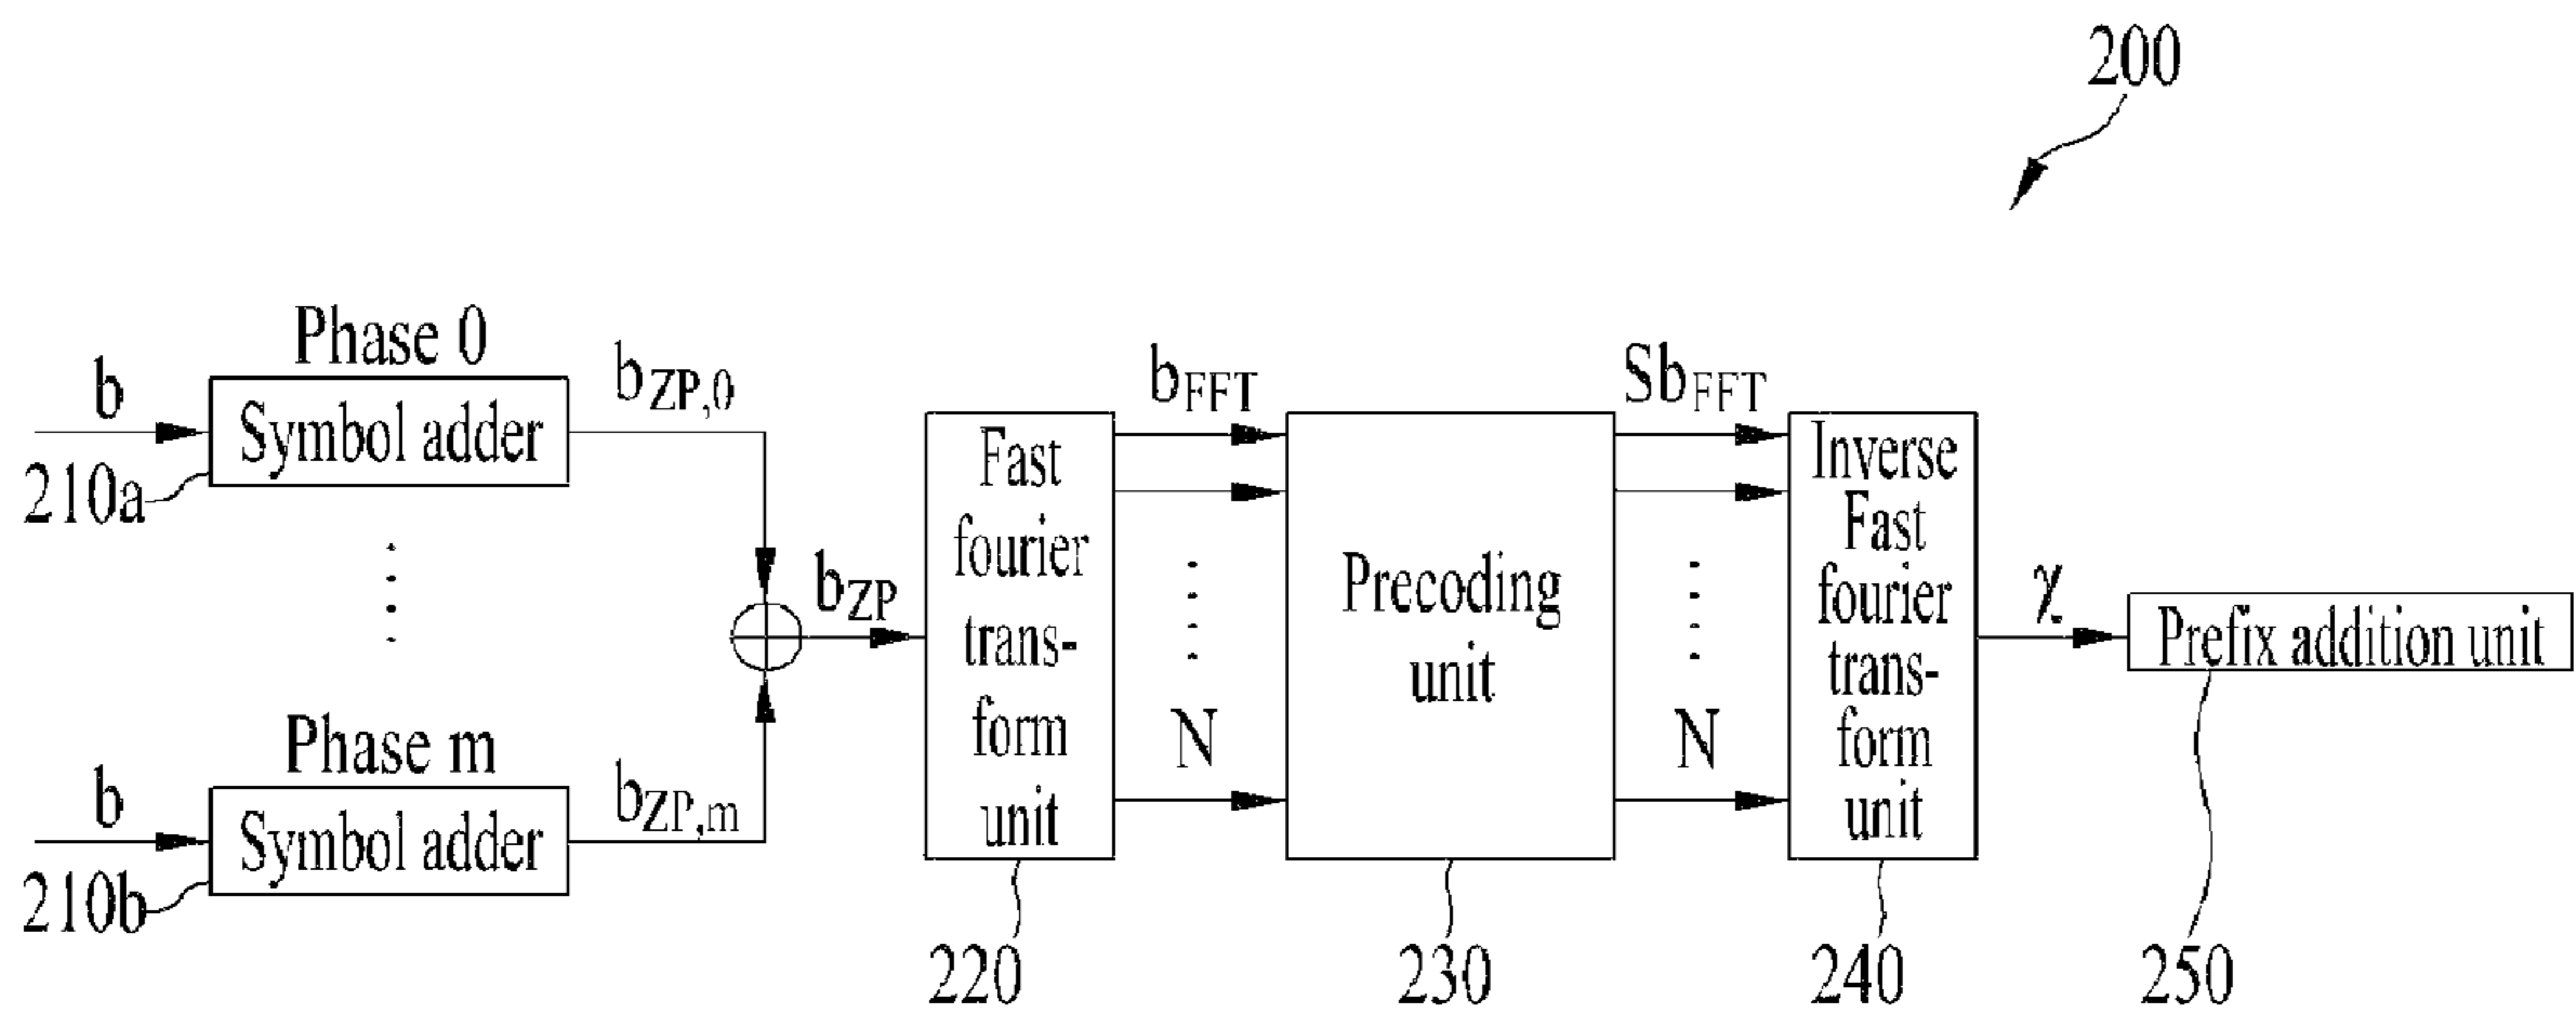 200
Phase 0
b
Symbol adder
b_ZP,0
210a
Phase m
b
Symbol adder
b_ZP,m
210b
b_ZP
Fast
fourier
trans-
form
unit
220
b_FFT
N
Precoding
unit
230
Sb_FFT
N
Inverse
Fast
fourier
trans-
form
unit
240
χ
Prefix addition unit
250